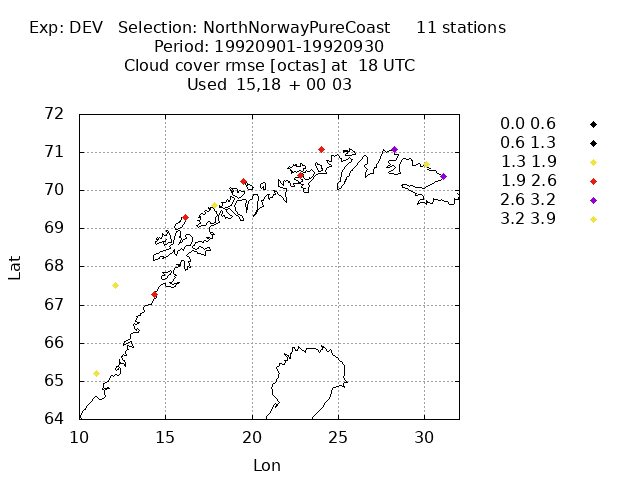 Exp: DEV   Selection: NorthNorwayPureCoast     11 stations
Period: 19920901-19920930
Cloud cover rmse [octas] at  18 UTC
Used  15,18 + 00 03
0.0 0.6
0.6 1.3
1.3 1.9
1.9 2.6
2.6 3.2
3.2 3.9
72
71
70
69
68
67
66
65
64
Lat
10 15 20 25 30
Lon